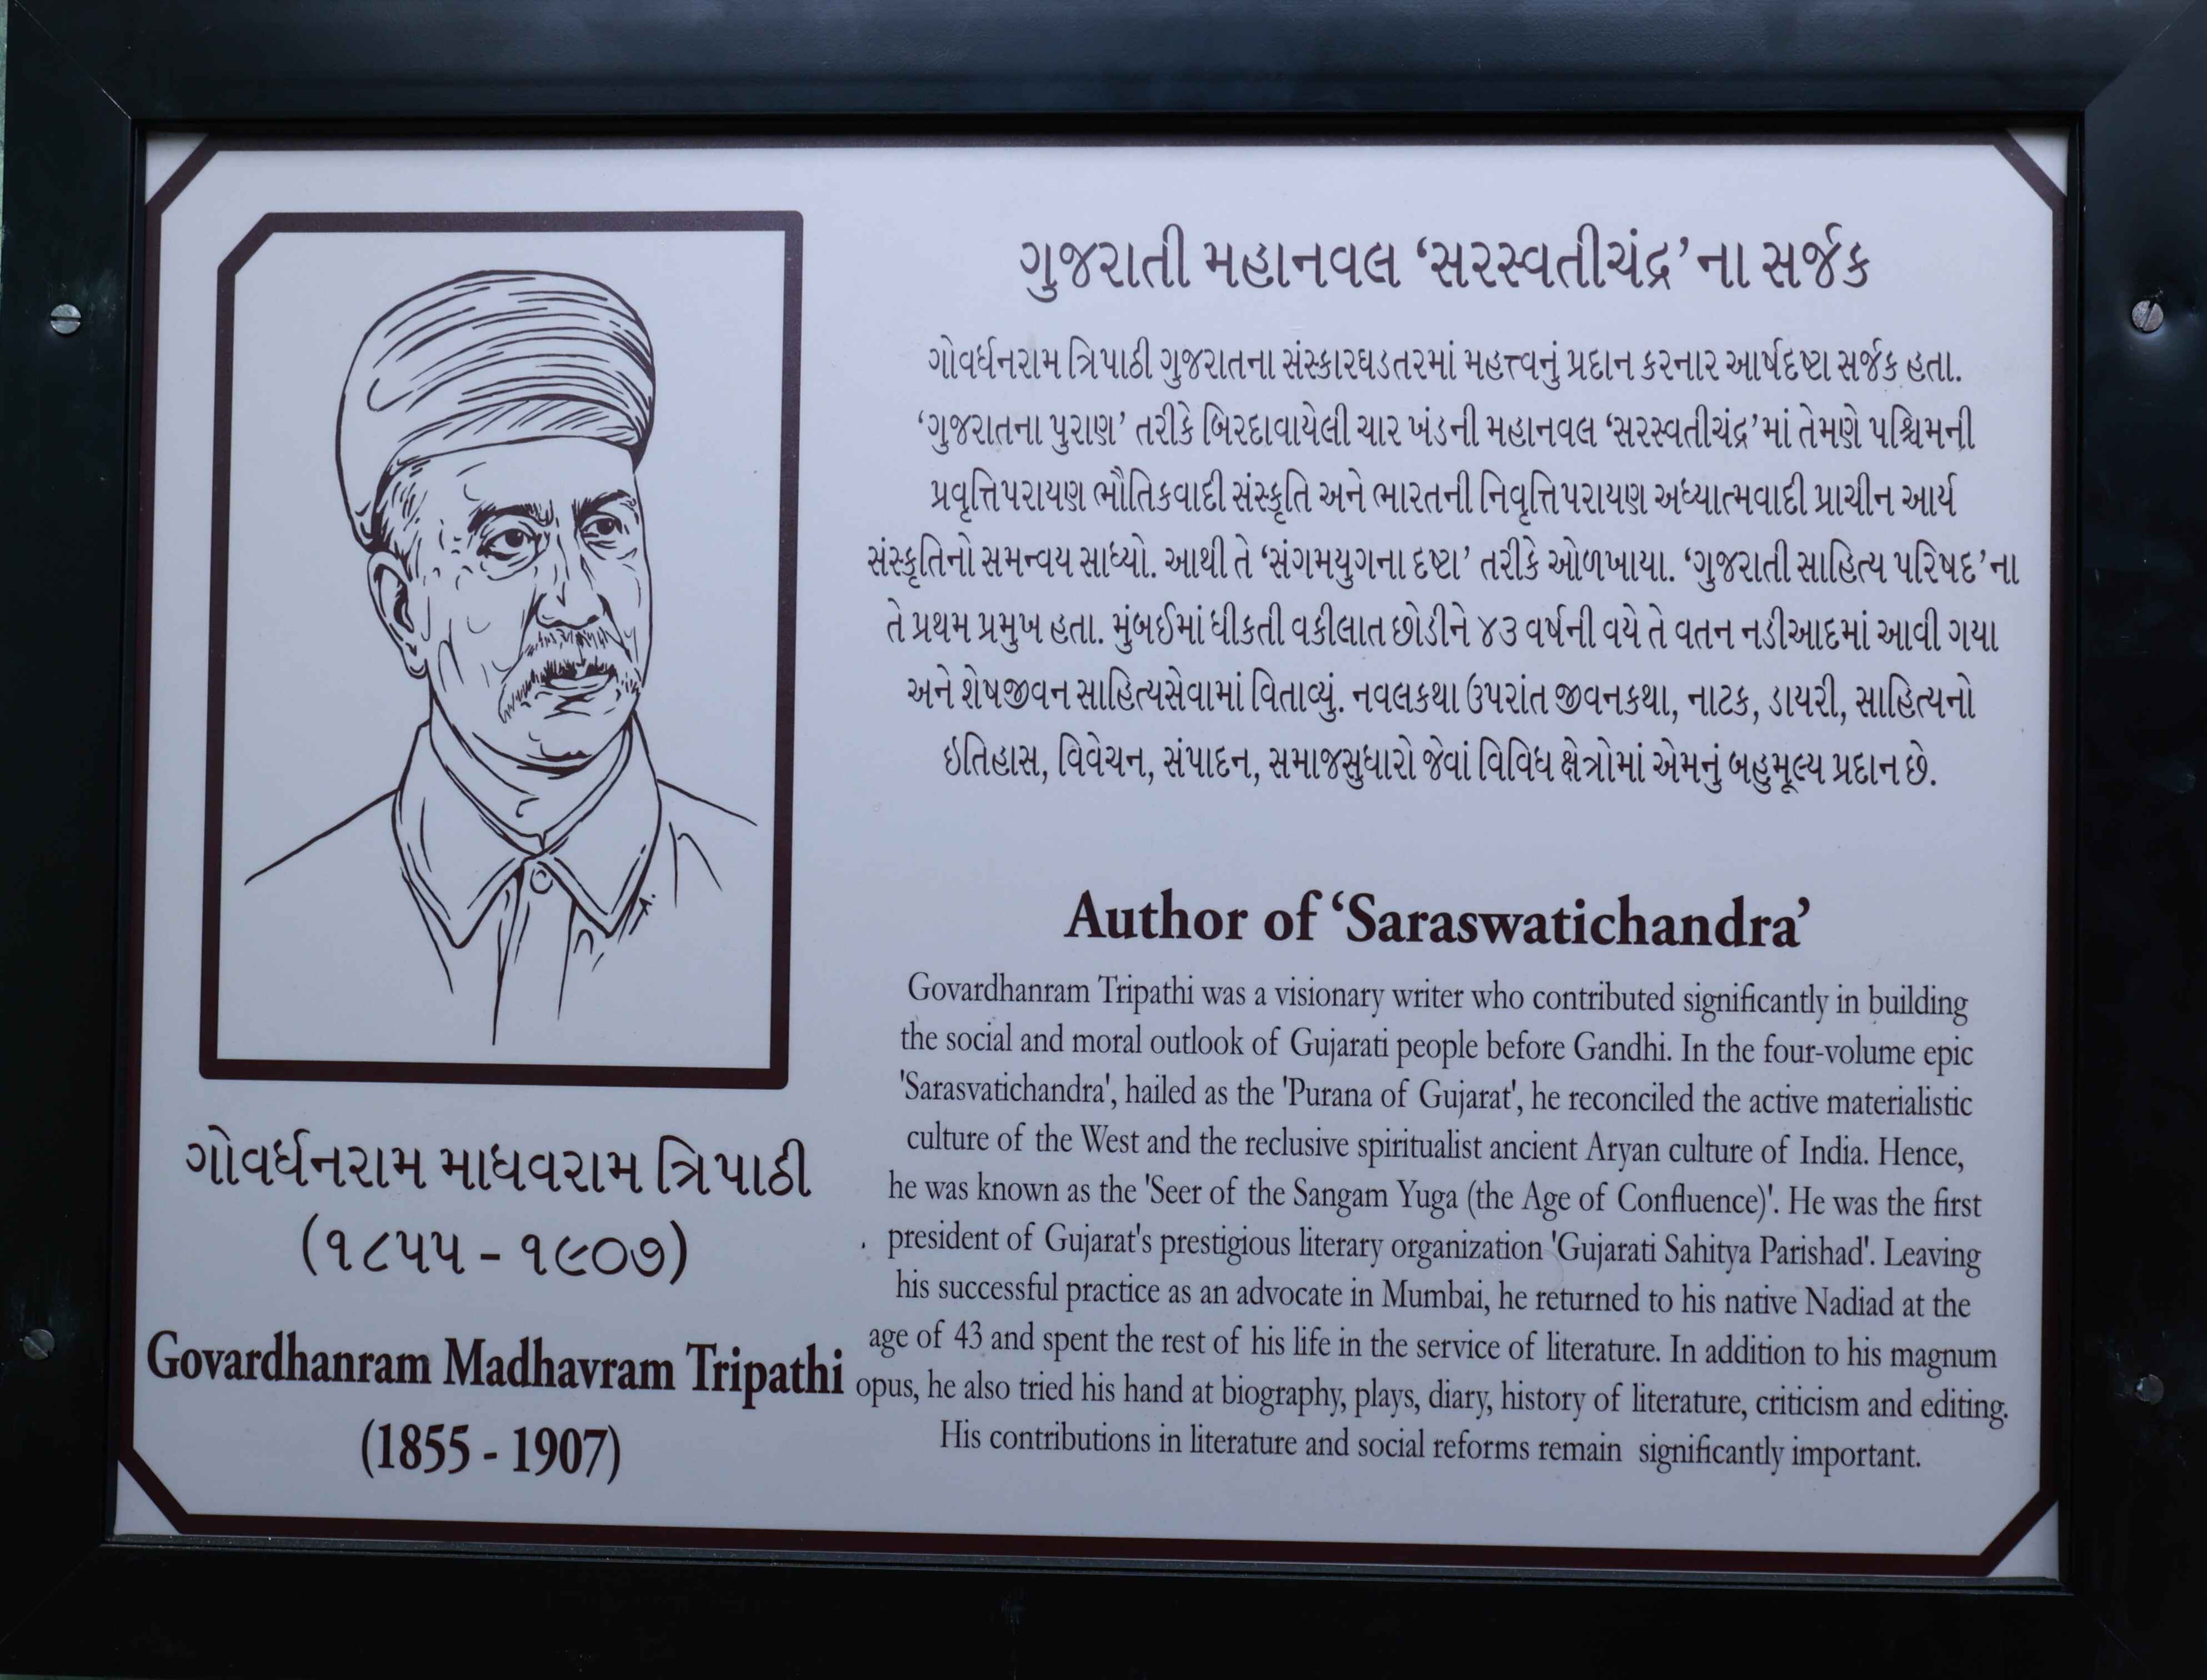 ગોવર્ધનરામ માધવરામ ત્રિપાઠી
(૧૮૫૫ - ૧૯૦૭)
Govardhanram Madhavram Tripathi
(1855 - 1907)
ગુજરાતી મહાનવલ ‘સરસ્વતીચંદ્ર’ના સર્જક
ગોવર્ધનરામ ત્રિપાઠી ગુજરાતના સંસ્કારઘડતરમાં મહત્ત્વનું પ્રદાન કરનાર આર્ષદષ્ટા સર્જક હતા.
‘ગુજરાતના પુરાણ’ તરીકે બિરદાવાયેલી ચાર ખંડની મહાનવલ ‘સરસ્વતીચંદ્ર’માં તેમણે પશ્ચિમની
પ્રવૃત્તિપરાયણ ભૌતિકવાદી સંસ્કૃતિ અને ભારતની નિવૃત્તિપરાયણ અધ્યાત્મવાદી પ્રાચીન આર્ય
સંસ્કૃતિનો સમન્વય સાધ્યો. આથી તે ‘સંગમયુગના દષ્ટા’ તરીકે ઓળખાયા. ‘ગુજરાતી સાહિત્ય પરિષદ’ના
તે પ્રથમ પ્રમુખ હતા. મુંબઈમાં ધીકતી વકીલાત છોડીને ૪૩ વર્ષની વયે તે વતન નડીઆદમાં આવી ગયા
અને શેષજીવન સાહિત્યસેવામાં વિતાવ્યું. નવલકથા ઉપરાંત જીવનકથા, નાટક, ડાયરી, સાહિત્યનો
ઇતિહાસ, વિવેચન, સંપાદન, સમાજસુધારો જેવાં વિવિધ ક્ષેત્રોમાં એમનું બહુમૂલ્ય પ્રદાન છે.
Author of ‘Saraswatichandra’
Govardhanram Tripathi was a visionary writer who contributed significantly in building
the social and moral outlook of Gujarati people before Gandhi. In the four-volume epic
'Sarasvatichandra', hailed as the 'Purana of Gujarat', he reconciled the active materialistic
culture of the West and the reclusive spiritualist ancient Aryan culture of India. Hence,
he was known as the 'Seer of the Sangam Yuga (the Age of Confluence)'. He was the first
president of Gujarat's prestigious literary organization 'Gujarati Sahitya Parishad'. Leaving
his successful practice as an advocate in Mumbai, he returned to his native Nadiad at the
age of 43 and spent the rest of his life in the service of literature. In addition to his magnum
opus, he also tried his hand at biography, plays, diary, history of literature, criticism and editing.
His contributions in literature and social reforms remain significantly important.